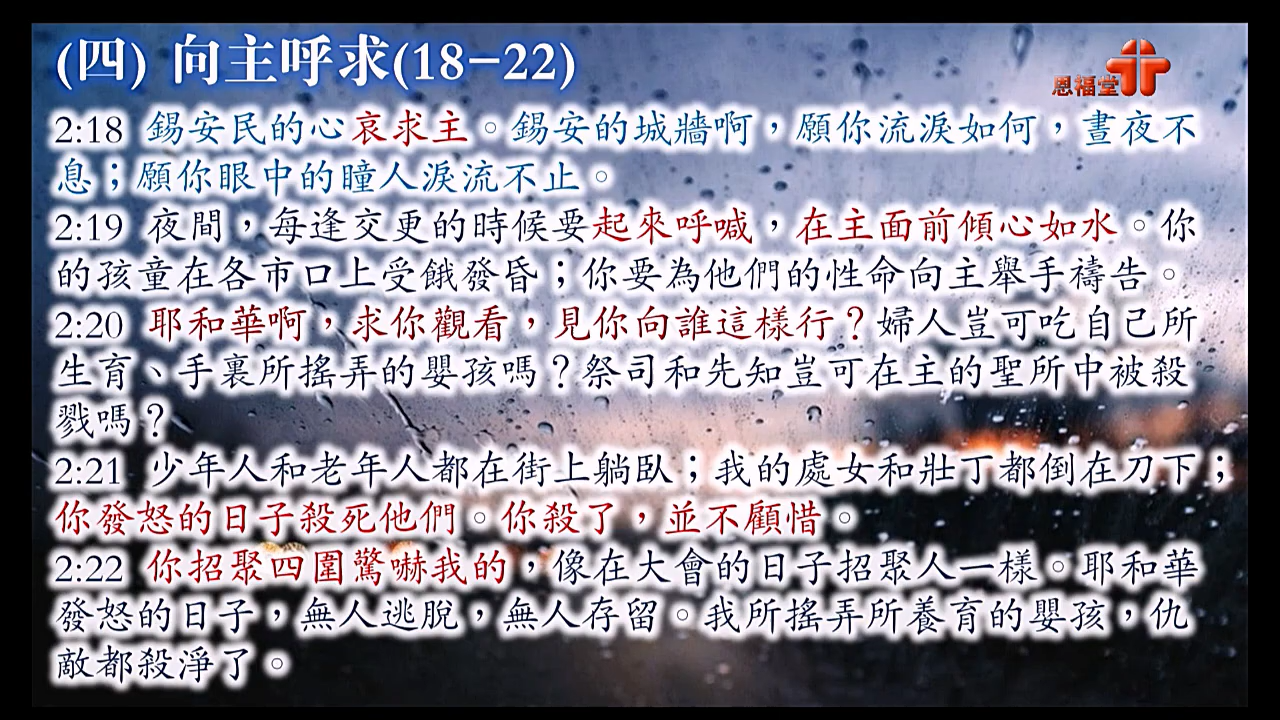 (四) 向主呼求(18-22)
恩福堂
2:18 錫安民的心哀求主。錫安的城牆啊，願你流淚如何，晝夜不
息；願你眼中的瞳人淚流不止。
2:19 夜間，每逢交更的時候要起來呼喊，在主面前傾心如水。你
的孩童在各市口上受餓發昏；你要為他們的性命向主舉手禱告。
2:20 耶和華啊，求你觀看，見你向誰這樣行？婦人豈可吃自己所
生育、手裏所搖弄的嬰孩嗎？祭司和先知豈可在主的聖所中被殺
戮嗎？
2:21 少年人和老年人都在街上躺臥；我的處女和壯丁都倒在刀下；
你發怒的日子殺死他們。你殺了，並不顧惜。
2:22 你招聚四圍驚嚇我的，像在大會的日子招聚人一樣。耶和華
發怒的日子，無人逃脫，無人存留。我所搖弄所養育的嬰孩，仇
敵都殺淨了。